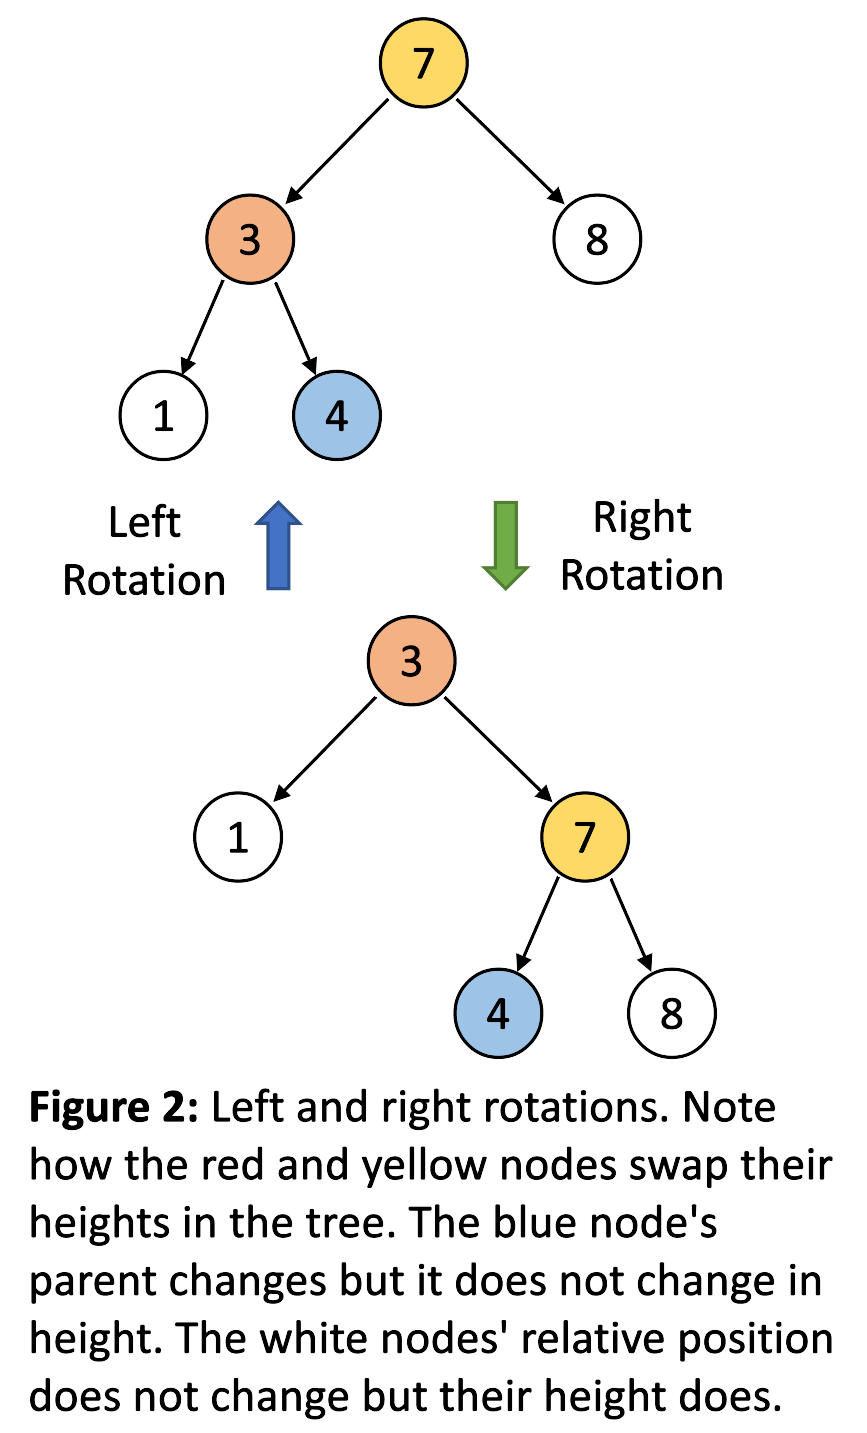 7
3
8
1
4
Left
Rotation
Right
Rotation
3
1
7
4
8
Figure 2: Left and right rotations. Note
how the red and yellow nodes swap their
heights in the tree. The blue node's
parent changes but it does not change in
height. The white nodes' relative position
does not change but their height does.